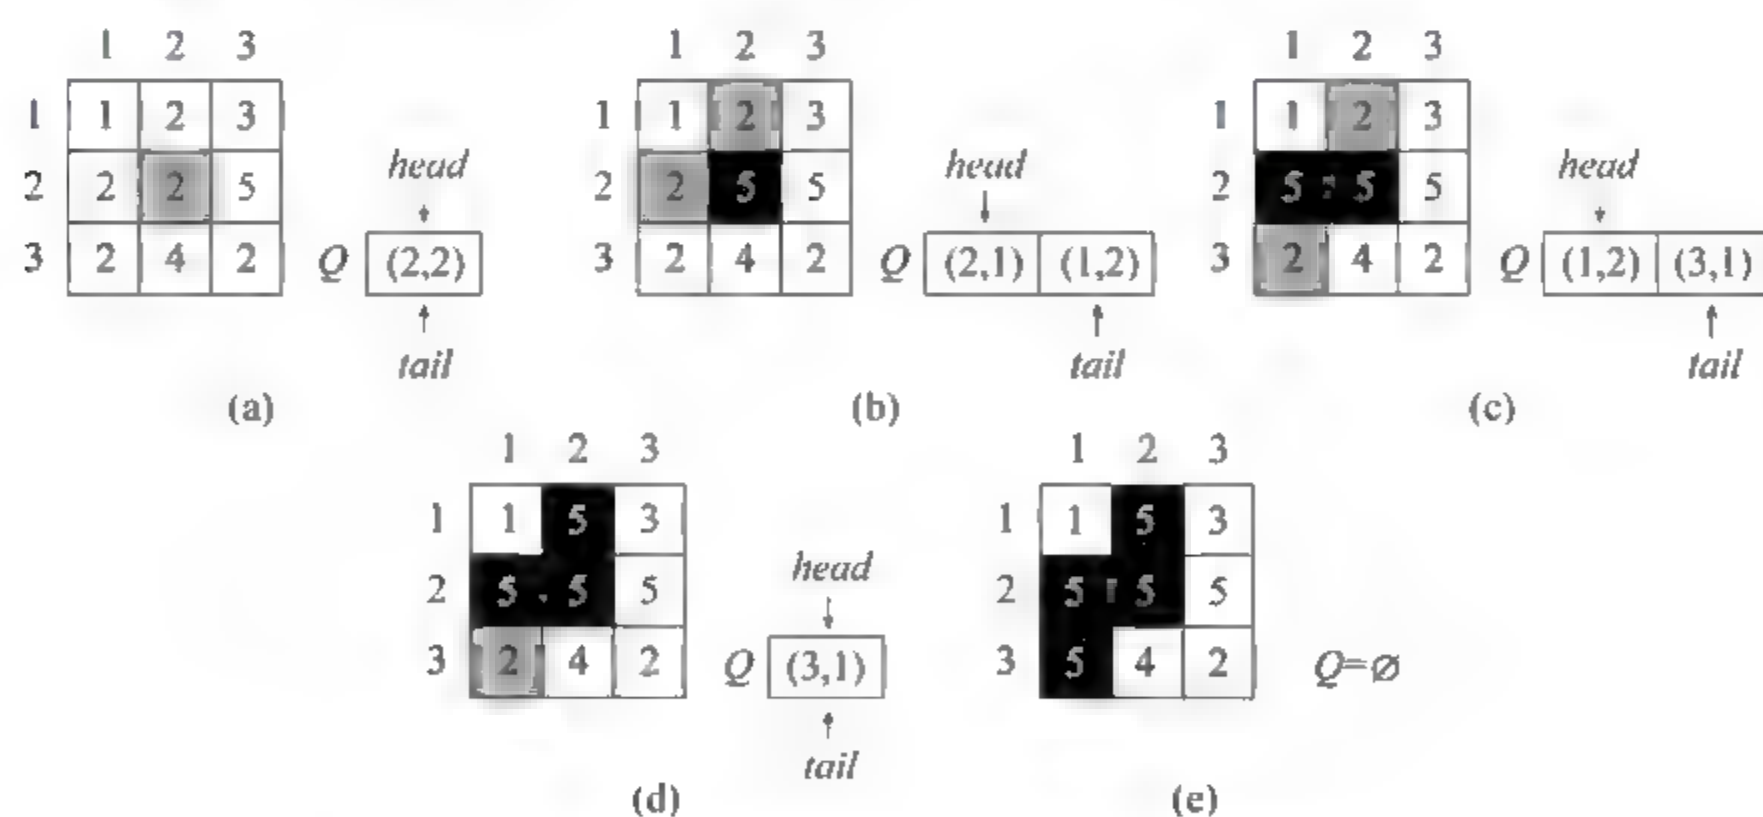 1 2 3
1 1 2 3
2 2 2 5
3 2 4 2
head
Q (2,2)
tail
(a)
1 2 3
1 1 2 3
2 2 5 5
3 2 4 2
head
Q (2,1) (1,2)
tail
(b)
1 2 3
1 1 2 3
2 5 5 5
3 2 4 2
head
Q (1,2) (3,1)
tail
(c)
1 2 3
1 1 5 3
2 5 5 5
3 2 4 2
head
Q (3,1)
tail
(d)
1 2 3
1 1 5 3
2 5 5 5
3 5 4 2
Q=∅
(e)